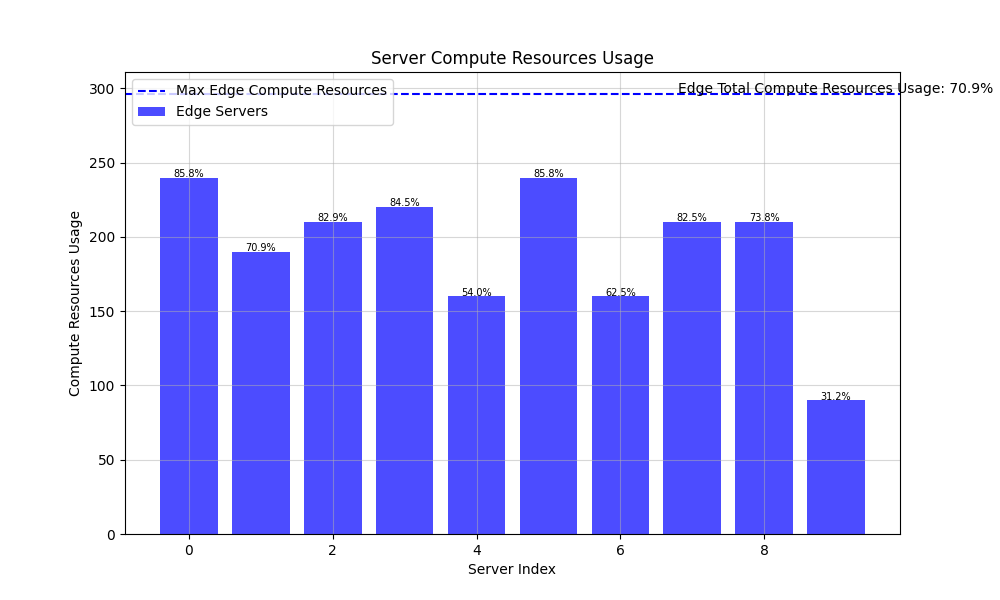 Server Compute Resources Usage
Max Edge Compute Resources
Edge Servers
Edge Total Compute Resources Usage: 70.9%
Compute Resources Usage
300
250
200
150
100
50
0
85.8%
70.9%
82.9%
84.5%
54.0%
85.8%
62.5%
82.5%
73.8%
31.2%
0 2 4 6 8
Server Index